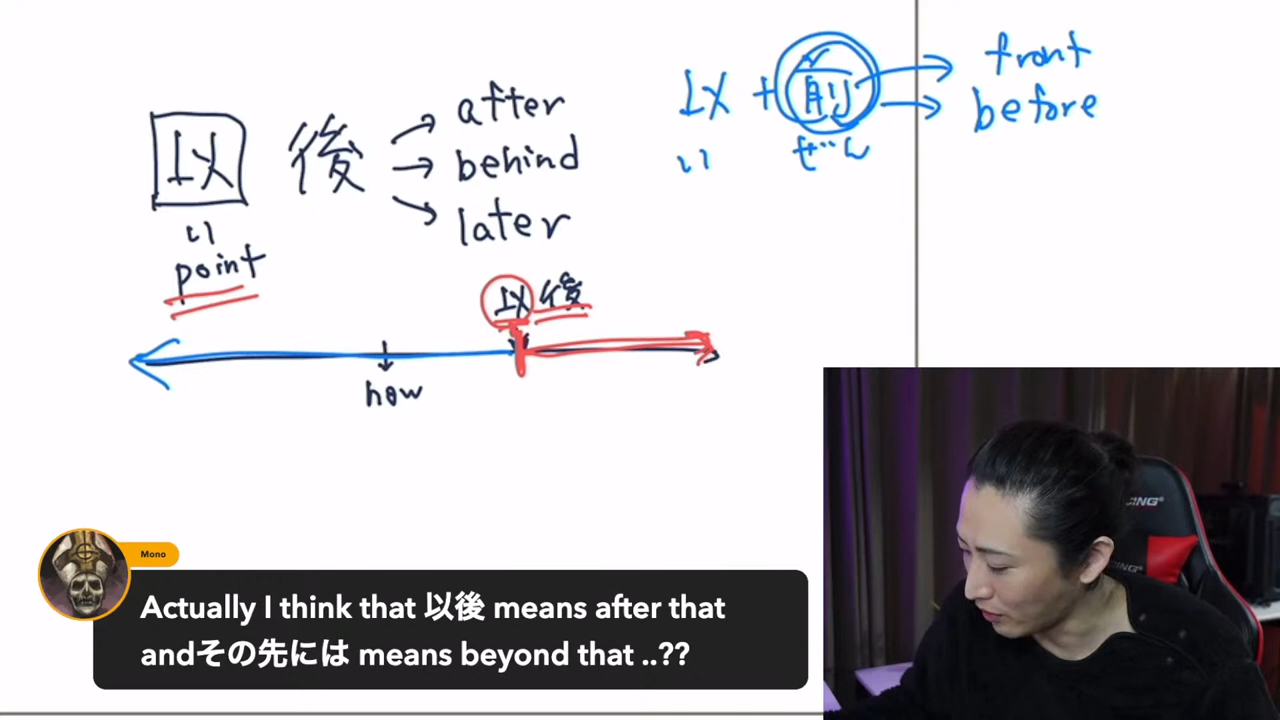 以後
い
point
after
behind
later
以+前
い ぜん
front
before
以後
now
Mono
Actually I think that 以後 means after that
andその先には means beyond that ..??
CING®